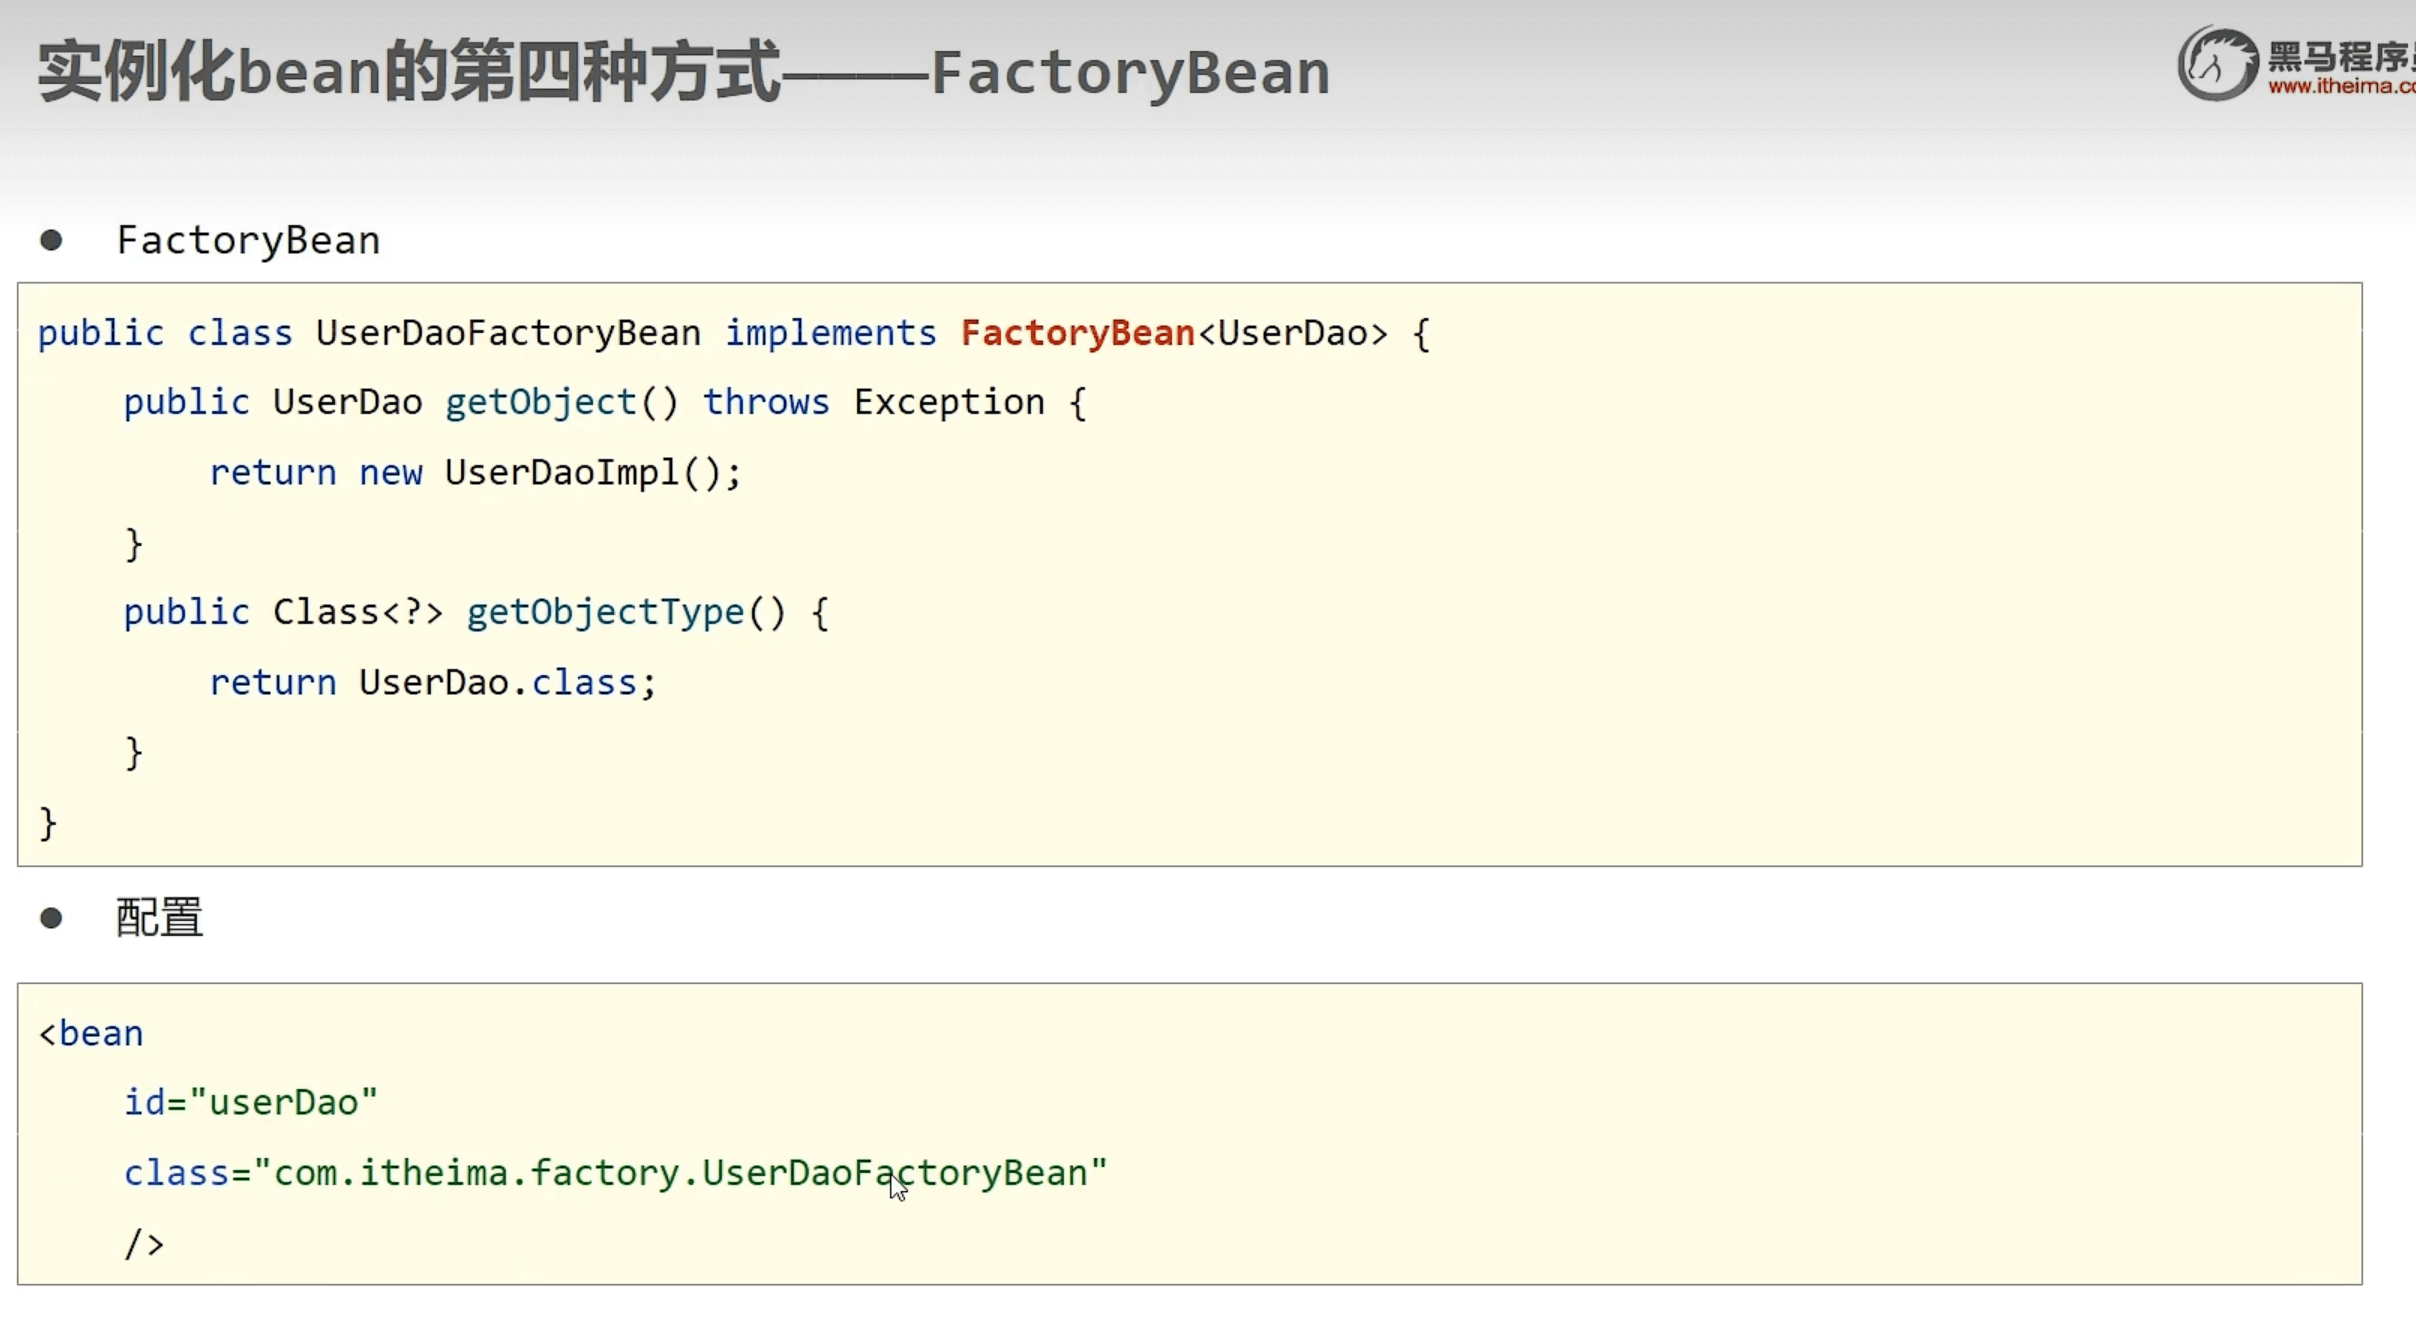 实例化bean的第四种方式————FactoryBean
黑马程序
www.itheima.co
● FactoryBean
public class UserDaoFactoryBean implements FactoryBean<UserDao> {
    public UserDao getObject() throws Exception {
        return new UserDaoImpl();
    }
    public Class<?> getObjectType() {
        return UserDao.class;
    }
}
● 配置
<bean
    id="userDao"
    class="com.itheima.factory.UserDaoFactoryBean"
    />